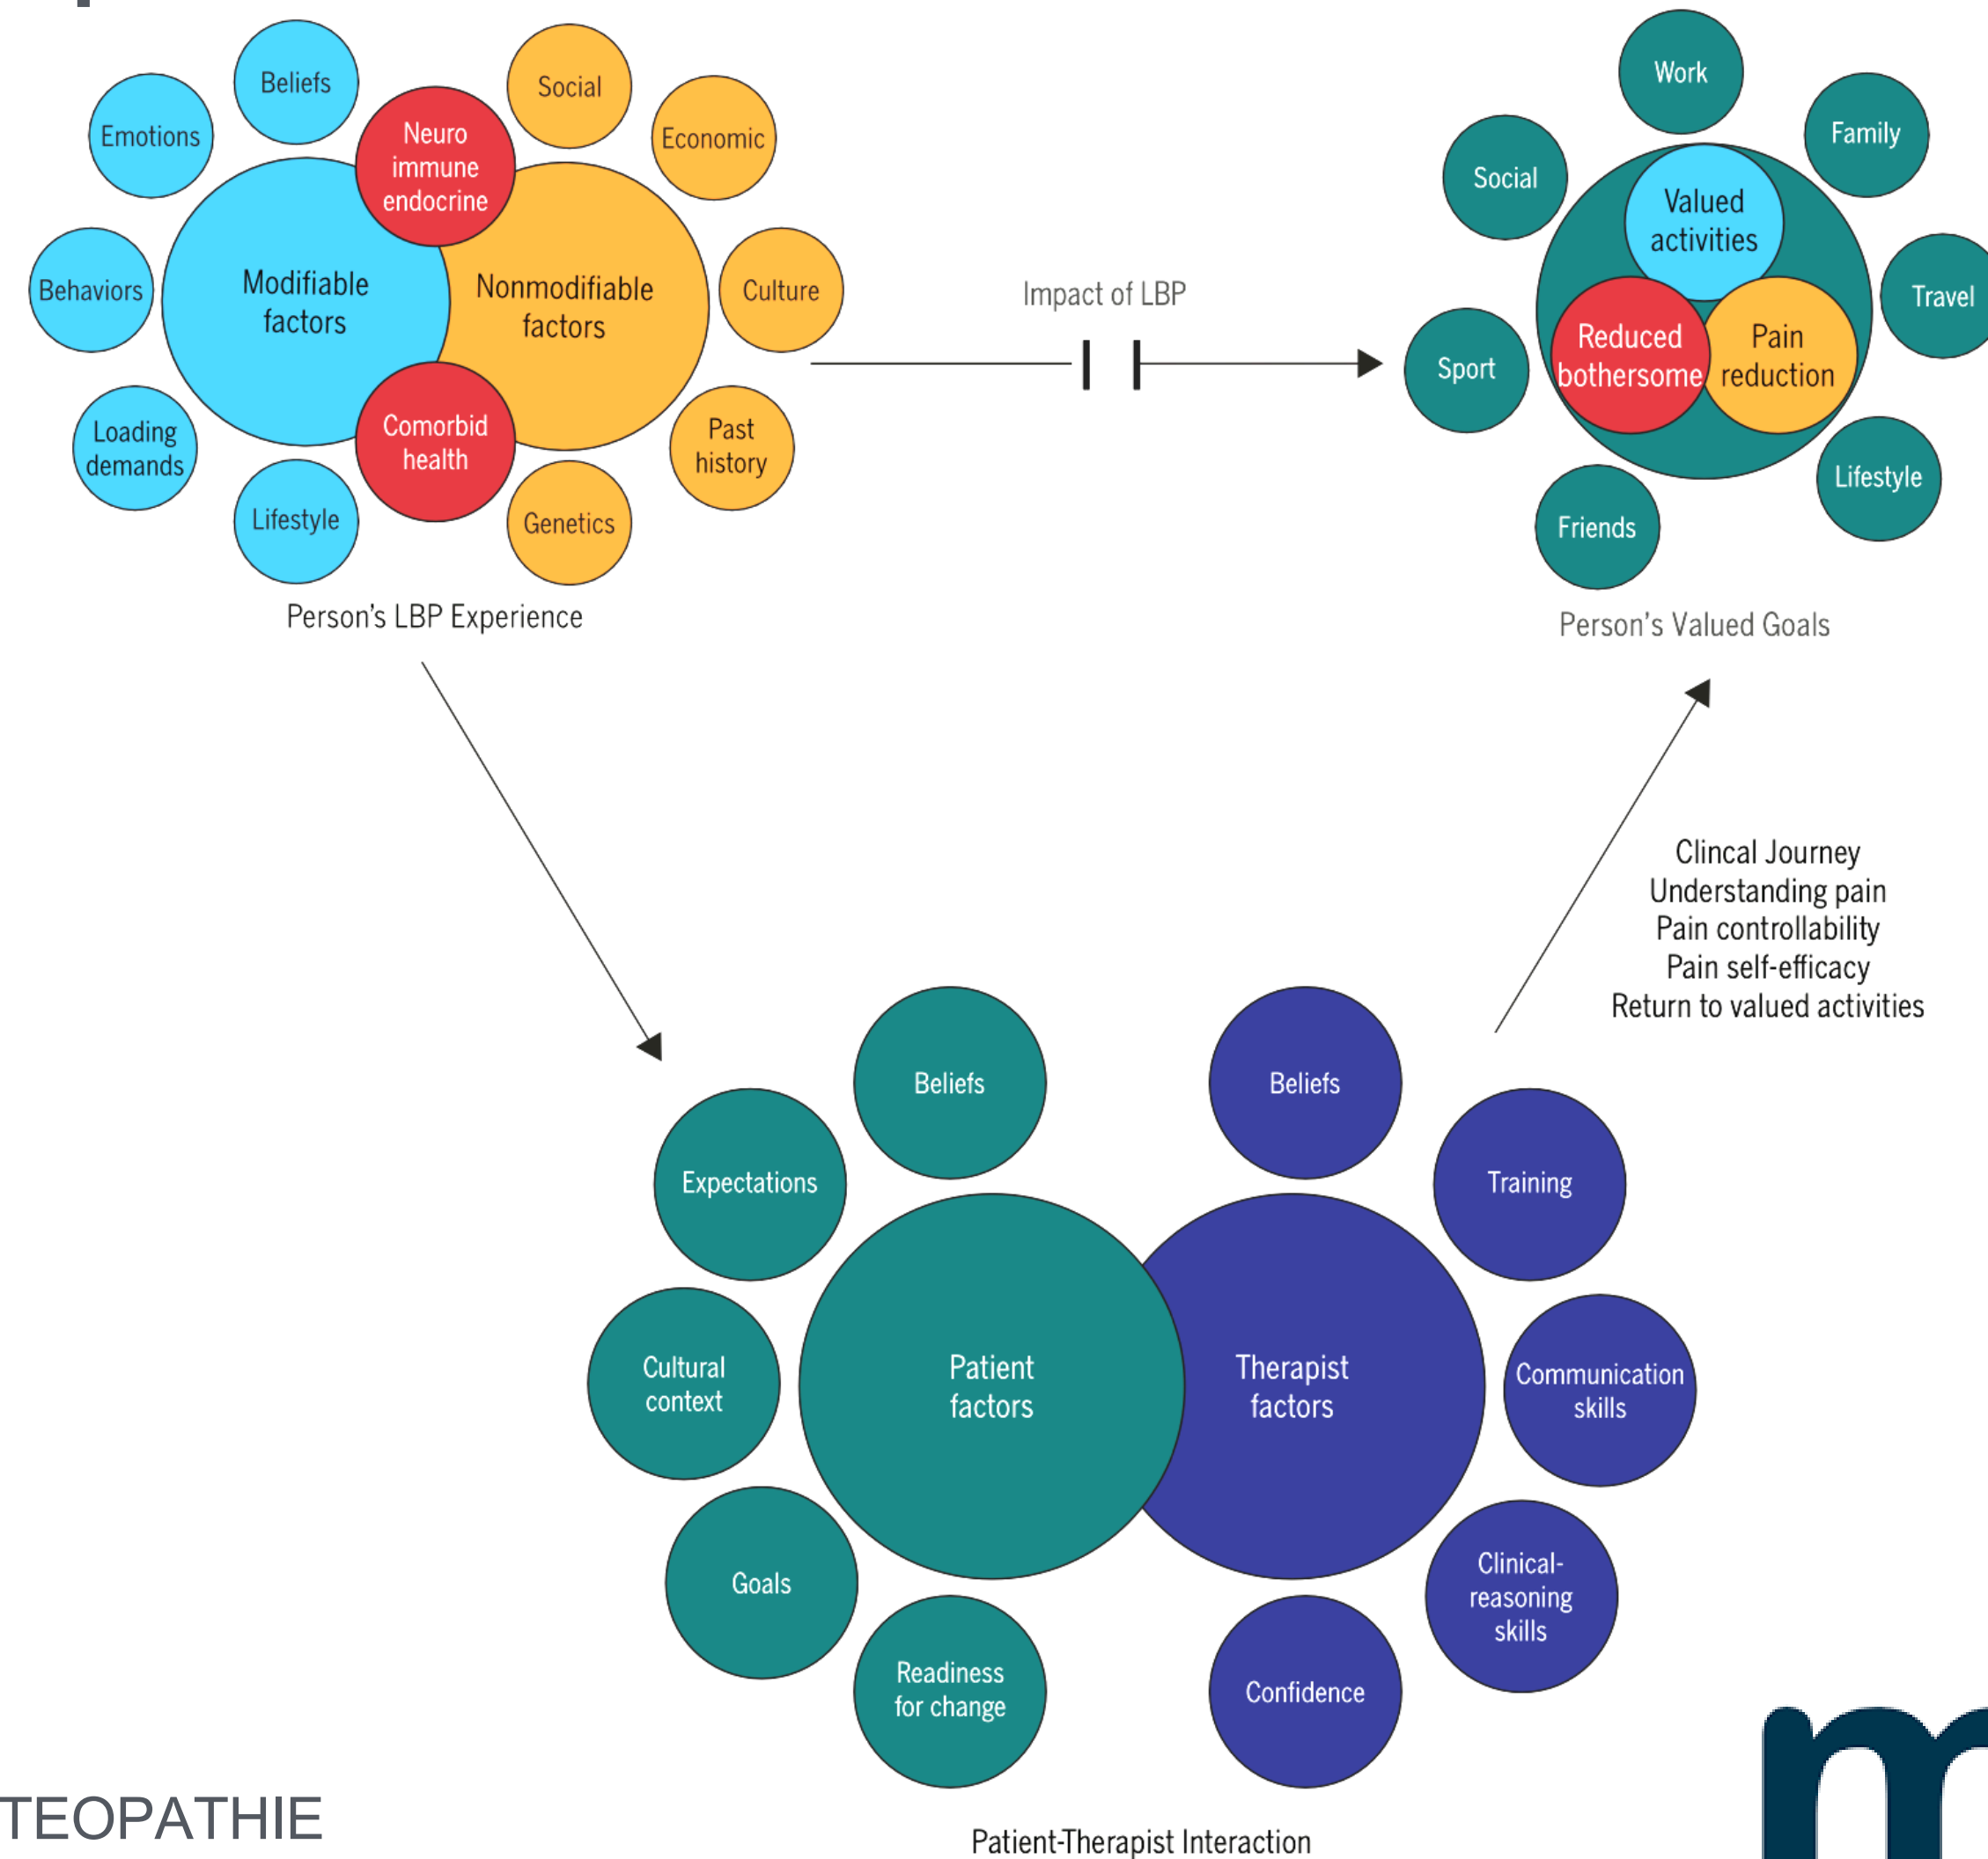 Beliefs
Emotions
Behaviors
Loading
demands
Lifestyle
Modifiable
factors
Neuro
immune
endocrine
Comorbid
health
Nonmodifiable
factors
Social
Economic
Culture
Past
history
Genetics
Person's LBP Experience
Impact of LBP
Work
Family
Social
Travel
Sport
Lifestyle
Friends
Valued
activities
Reduced
bothersome
Pain
reduction
Person's Valued Goals
Clincal Journey
Understanding pain
Pain controllability
Pain self-efficacy
Return to valued activities
Beliefs
Expectations
Cultural
context
Goals
Readiness
for change
Patient
factors
Therapist
factors
Beliefs
Training
Communication
skills
Clinical-
reasoning
skills
Confidence
Patient-Therapist Interaction
TEOPATHIE
m